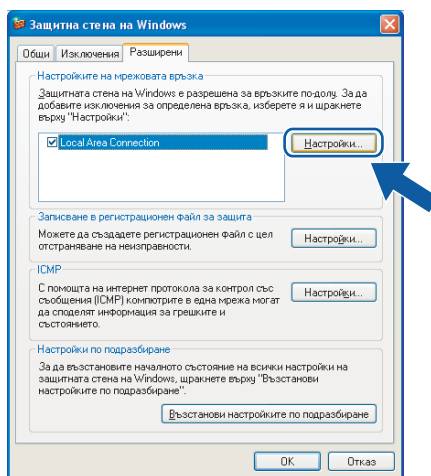 Защитна стена на Windows
Общи Изключения Разширени
Настройките на мрежовата връзка
Защитната стена на Windows е разрешена за връзките по-долу. За да
добавите изключения за определена връзка, изберете я и щракнете
върху "Настройки":
Local Area Connection
Настройки...
Записване в регистрационен файл за защита
Можете да създадете регистрационен файл с цел
отстраняване на неизправности.
Настройки...
ICMP
С помощта на интернет протокола за контрол със
съобщения (ICMP) компютрите в една мрежа могат
да споделят информация за грешките и
състоянието.
Настройки...
Настройки по подразбиране
За да възстановите началното състояние на всички настройки на
защитната стена на Windows, щракнете върху "Възстанови
настройките по подразбиране".
Възстанови настройките по подразбиране
OK Отказ